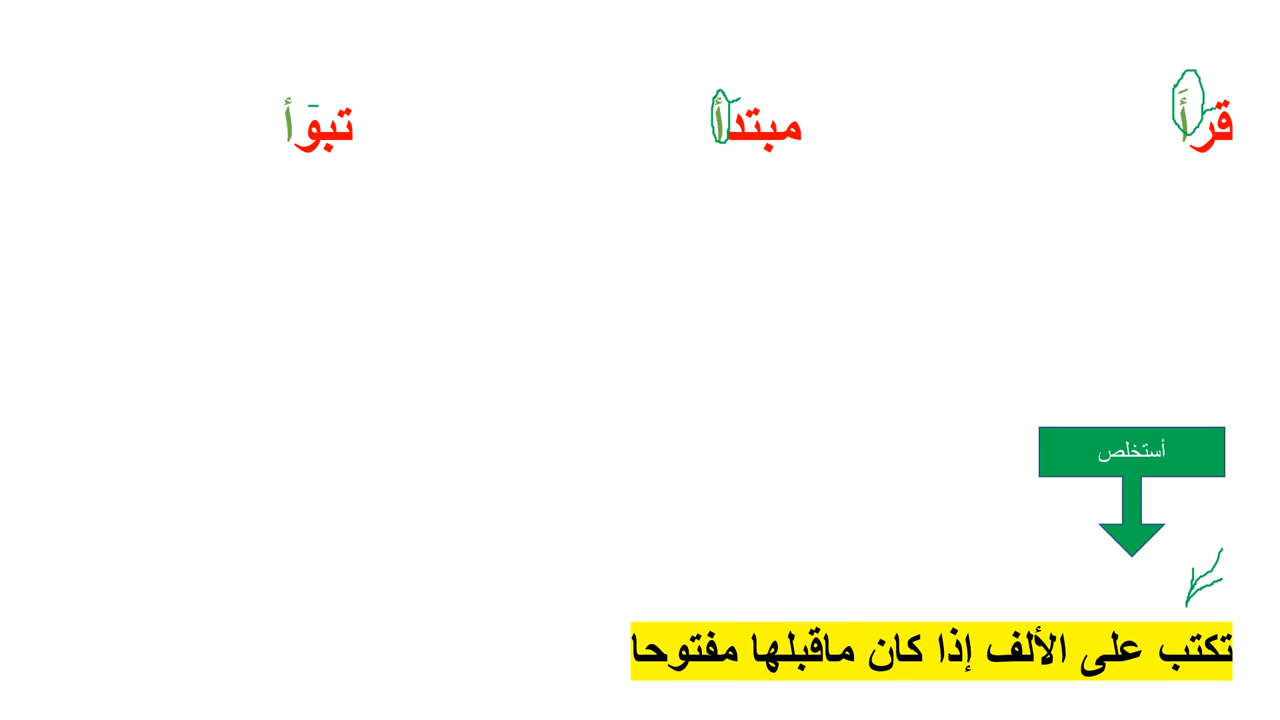 قرأَ مبتدأ تبوَأ
أستخلص
تكتب على الألف إذا كان ماقبلها مفتوحا